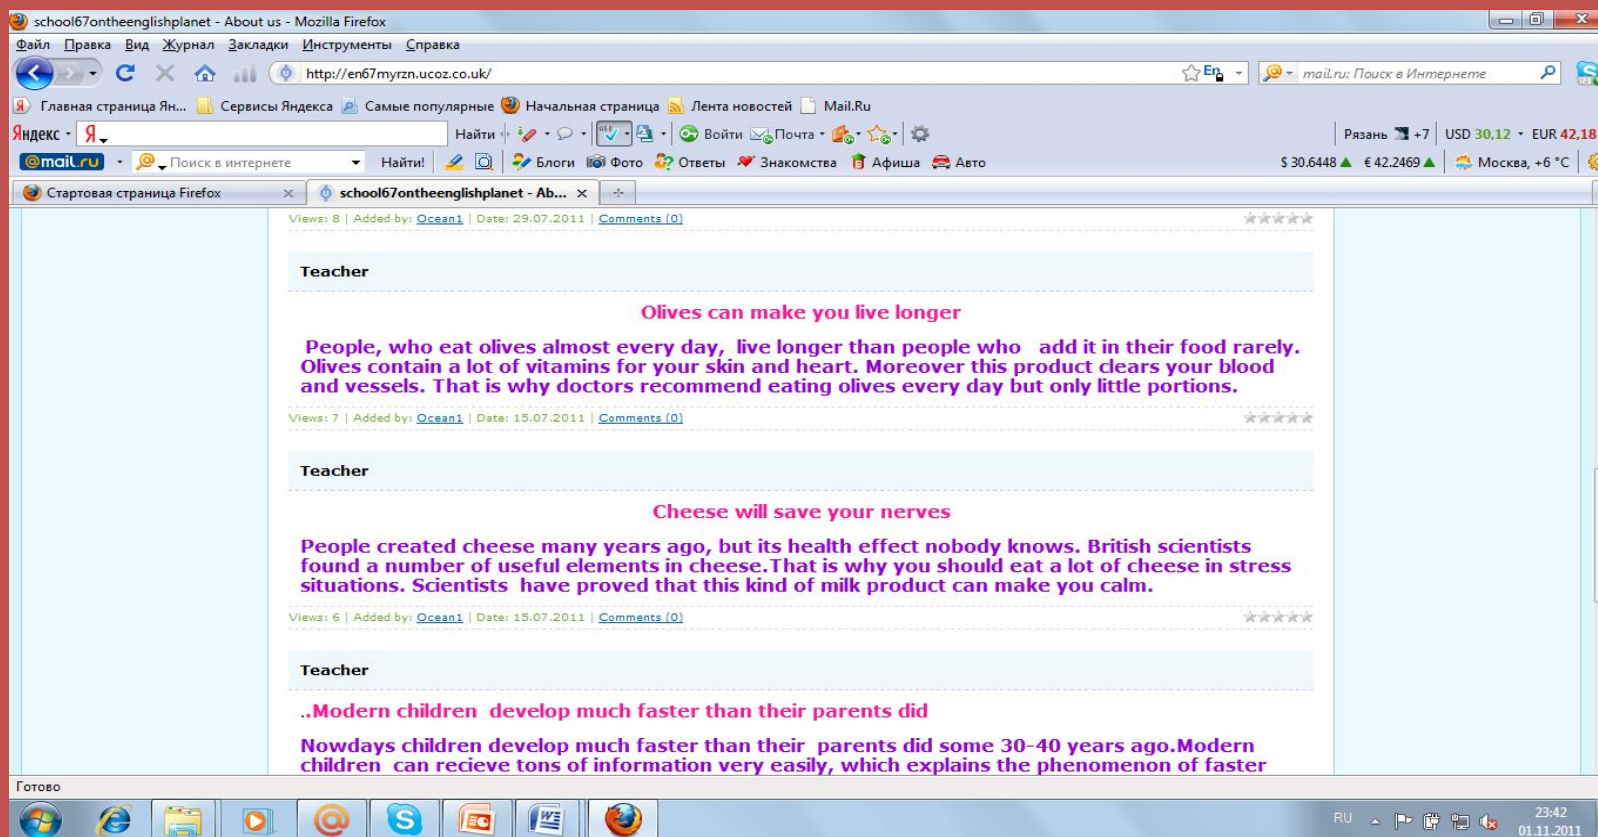 school67ontheenglishplanet - About us - Mozilla Firefox
Файл Правка Вид Журнал Закладки Инструменты Справка
http://en67myrzn.ucoz.co.uk/ En mail.ru: Поиск в Интернете
Главная страница Ян... Сервисы Яндекса Самые популярные Начальная страница Лента новостей Mail.Ru
Яндекс Я Найти Войти Почта Рязань +7 USD 30,12 EUR 42,18
@mail.ru Поиск в интернете Найти! Блоги Фото Ответы Знакомства Афиша Авто $ 30.6448 € 42.2469 Москва, +6 °C
Стартовая страница Firefox school67ontheenglishplanet - Ab...
Views: 8 | Added by: Ocean1 | Date: 29.07.2011 | Comments (0)
Teacher
Olives can make you live longer
People, who eat olives almost every day, live longer than people who add it in their food rarely.
Olives contain a lot of vitamins for your skin and heart. Moreover this product clears your blood
and vessels. That is why doctors recommend eating olives every day but only little portions.
Views: 7 | Added by: Ocean1 | Date: 15.07.2011 | Comments (0)
Teacher
Cheese will save your nerves
People created cheese many years ago, but its health effect nobody knows. British scientists
found a number of useful elements in cheese.That is why you should eat a lot of cheese in stress
situations. Scientists have proved that this kind of milk product can make you calm.
Views: 6 | Added by: Ocean1 | Date: 15.07.2011 | Comments (0)
Teacher
..Modern children develop much faster than their parents did
Nowdays children develop much faster than their parents did some 30-40 years ago.Modern
children can recieve tons of information very easily, which explains the phenomenon of faster
Готово
RU 23:42
01.11.2011